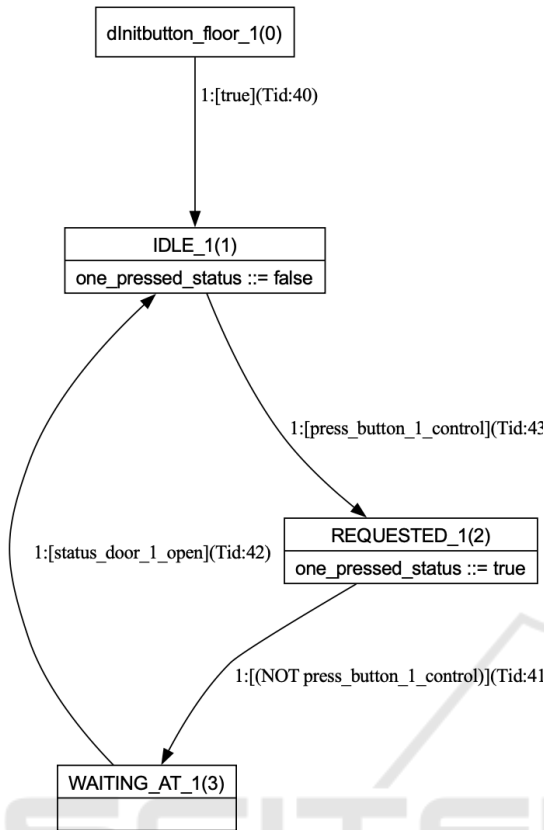 dInitbutton_floor_1(0)
1:[true](Tid:40)
IDLE_1(1)
one_pressed_status ::= false
1:[press_button_1_control](Tid:43
1:[status_door_1_open](Tid:42)
REQUESTED_1(2)
one_pressed_status ::= true
1:[(NOT press_button_1_control)](Tid:41
WAITING_AT_1(3)
SCITE